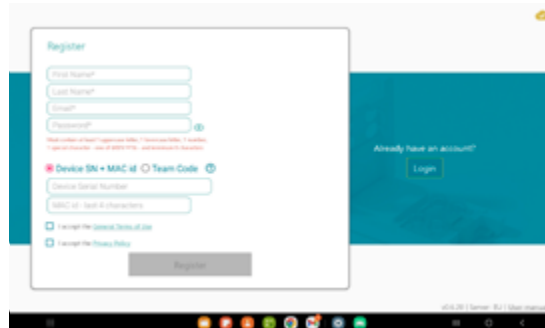 Register
First Name*
Last Name*
Email*
Password*
Device SN + MAC id Team Code
Device Serial Number
MAC-id - last 4 characters
I accept the General Terms of Use
I accept the Privacy Policy
Register
Already have an account?
Login